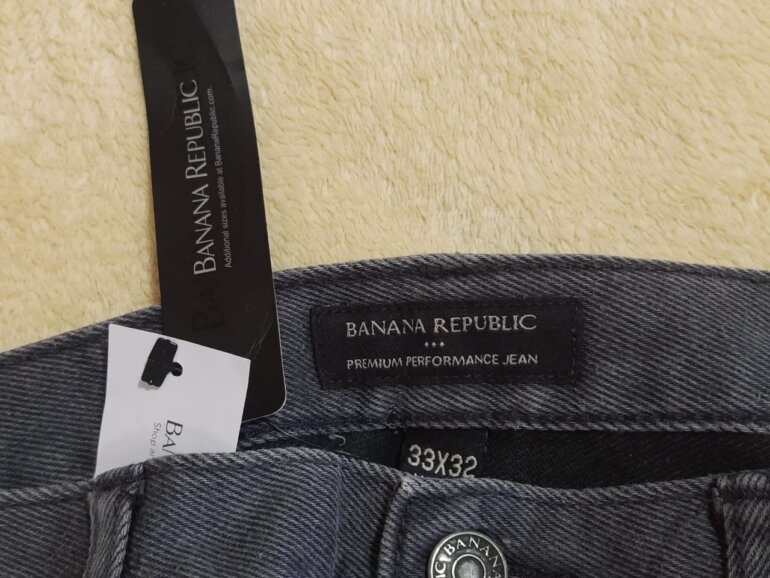 BANANA REPUBLIC
Additional sizes available at BananaRepublic.com
BANANA REPUBLIC
PREMIUM PERFORMANCE JEAN
33X32
BANANA